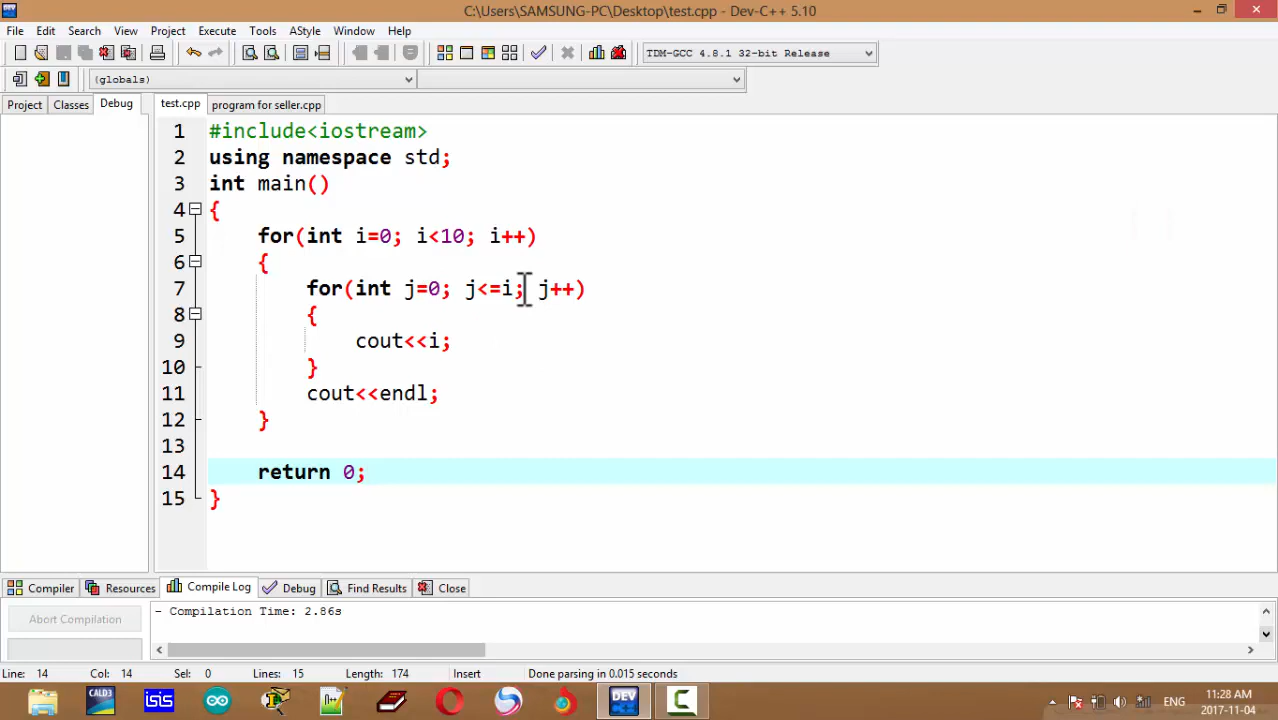 C:\Users\SAMSUNG-PC\Desktop\test.cpp - Dev-C++ 5.10
File Edit Search View Project Execute Tools AStyle Window Help
TDM-GCC 4.8.1 32-bit Release
(globals)
Project Classes Debug test.cpp program for seller.cpp
1 #include<iostream>
2 using namespace std;
3 int main()
4 {
5 for(int i=0; i<10; i++)
6 {
7 for(int j=0; j<=i; j++)
8 {
9 cout<<i;
10 }
11 cout<<endl;
12 }
13
14 return 0;
15 }
Compiler Resources Compile Log Debug Find Results Close
Abort Compilation
- Compilation Time: 2.86s
Line: 14 Col: 14 Sel: 0 Lines: 15 Length: 174 Insert Done parsing in 0.015 seconds
CALD3 isis DEV ENG 11:28 AM
2017-11-04